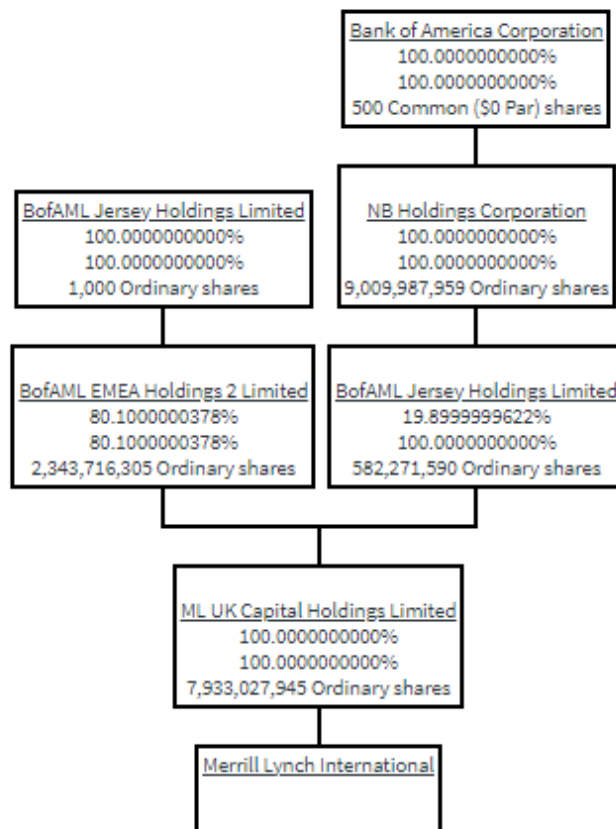 Bank of America Corporation
100.0000000000%
100.0000000000%
500 Common ($0 Par) shares
BofAML Jersey Holdings Limited
100.0000000000%
100.0000000000%
1,000 Ordinary shares
NB Holdings Corporation
100.0000000000%
100.0000000000%
9,009,987,959 Ordinary shares
BofAML EMEA Holdings 2 Limited
80.1000000378%
80.1000000378%
2,343,716,305 Ordinary shares
BofAML Jersey Holdings Limited
19.8999999622%
100.0000000000%
582,271,590 Ordinary shares
ML UK Capital Holdings Limited
100.0000000000%
100.0000000000%
7,933,027,945 Ordinary shares
Merrill Lynch International